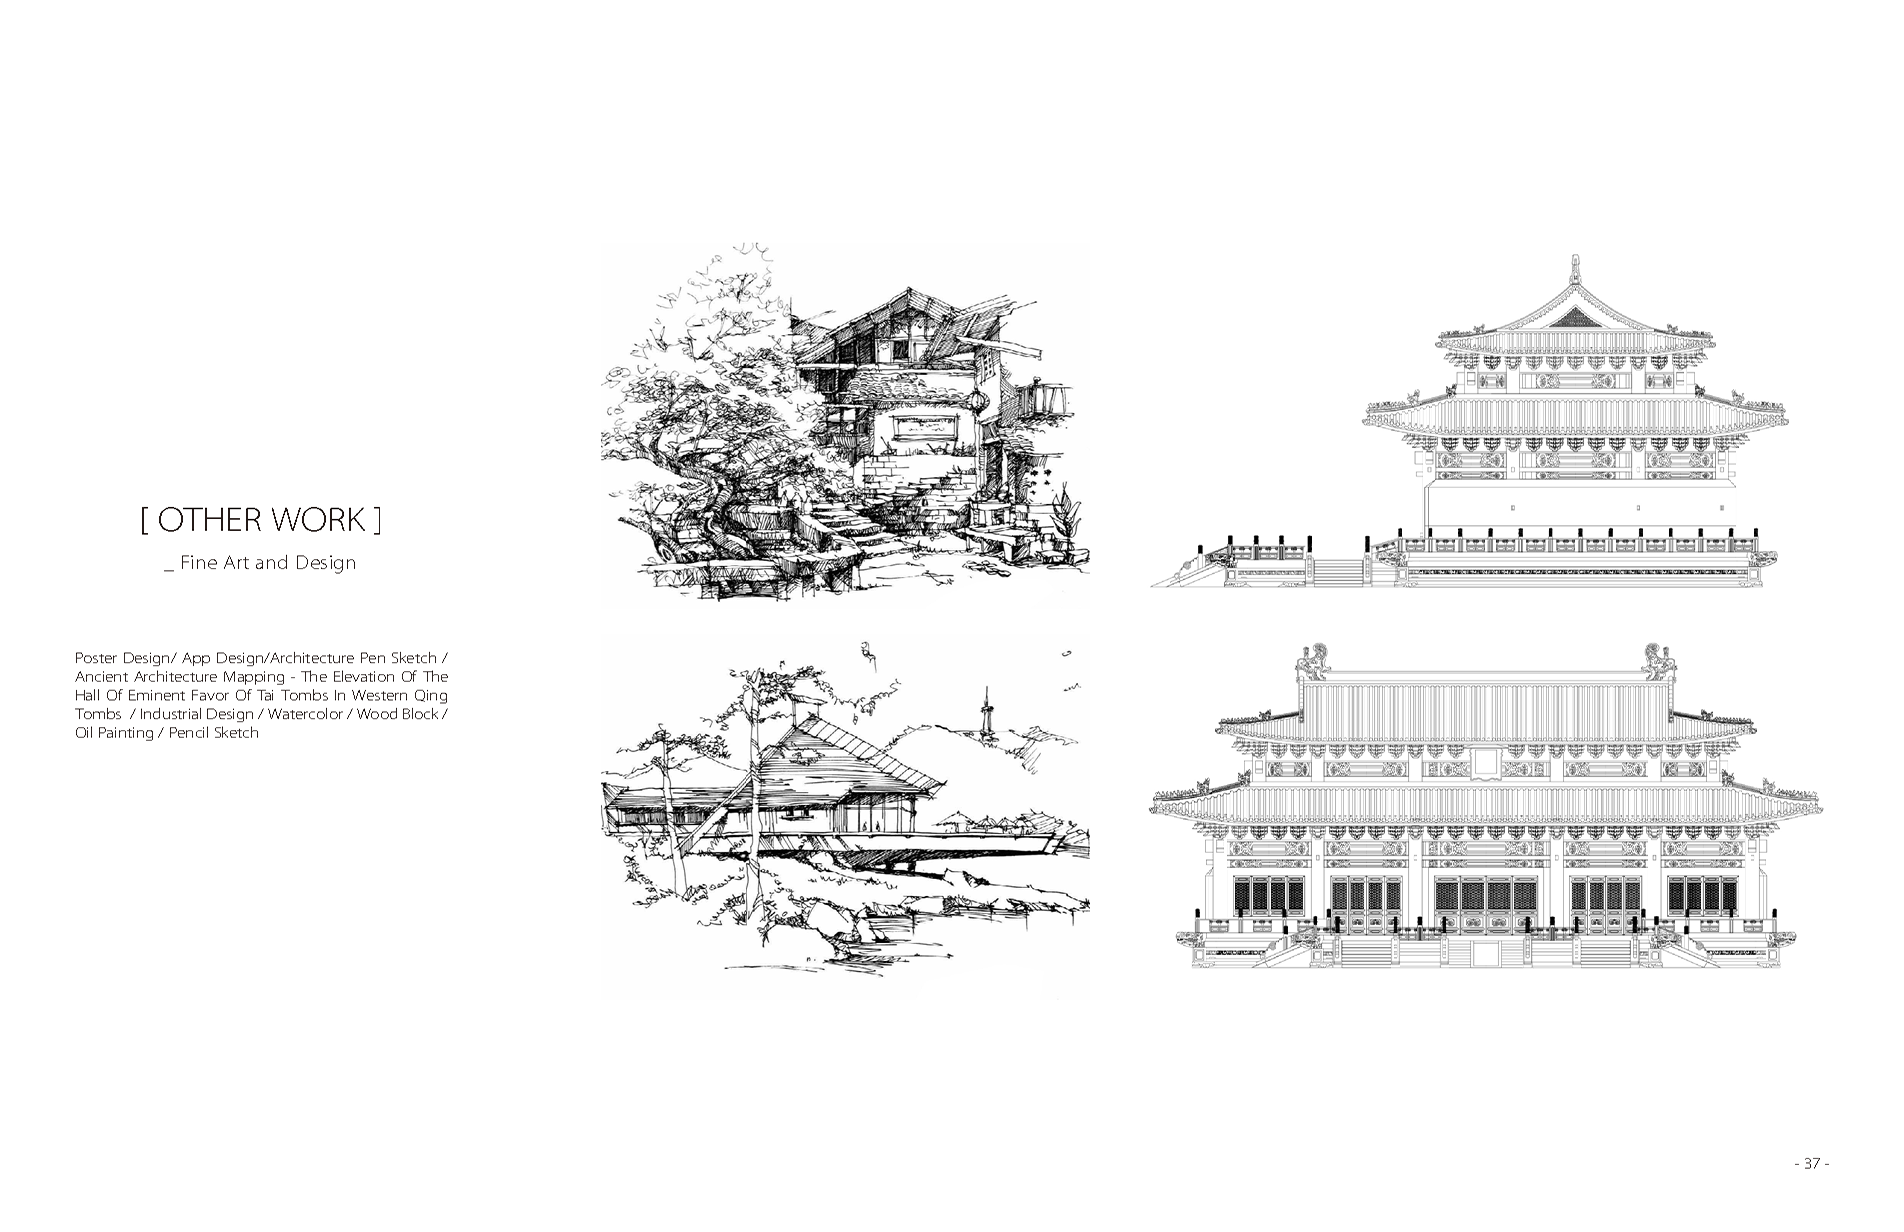 [ OTHER WORK ]
_ Fine Art and Design
Poster Design/ App Design/Architecture Pen Sketch /
Ancient Architecture Mapping - The Elevation Of The
Hall Of Eminent Favor Of Tai Tombs In Western Qing
Tombs / Industrial Design / Watercolor / Wood Block /
Oil Painting / Pencil Sketch
- 37 -